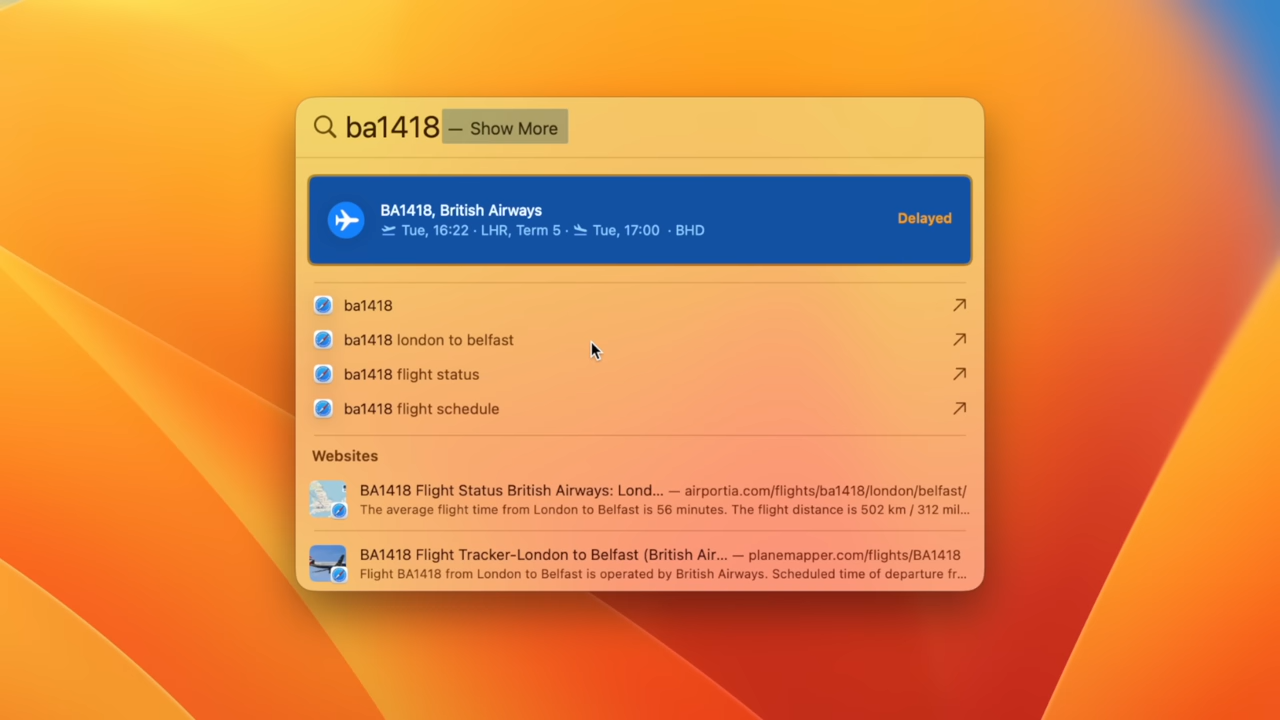 ba1418 — Show More
BA1418, British Airways
Tue, 16:22 · LHR, Term 5 · Tue, 17:00 · BHD
Delayed
ba1418
ba1418 london to belfast
ba1418 flight status
ba1418 flight schedule
Websites
BA1418 Flight Status British Airways: Lond... — airportia.com/flights/ba1418/london/belfast/
The average flight time from London to Belfast is 56 minutes. The flight distance is 502 km / 312 mil...
BA1418 Flight Tracker-London to Belfast (British Air... — planemapper.com/flights/BA1418
Flight BA1418 from London to Belfast is operated by British Airways. Scheduled time of departure fr...